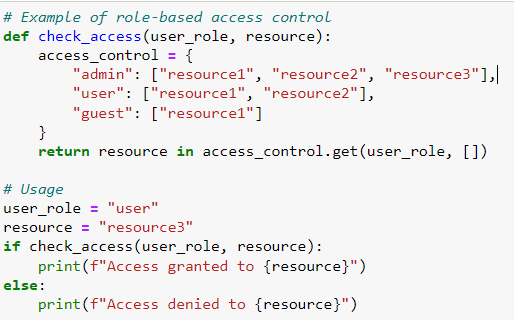 # Example of role-based access control
def check_access(user_role, resource):
    access_control = {
        "admin": ["resource1", "resource2", "resource3"],
        "user": ["resource1", "resource2"],
        "guest": ["resource1"]
    }
    return resource in access_control.get(user_role, [])

# Usage
user_role = "user"
resource = "resource3"
if check_access(user_role, resource):
    print(f"Access granted to {resource}")
else:
    print(f"Access denied to {resource}")